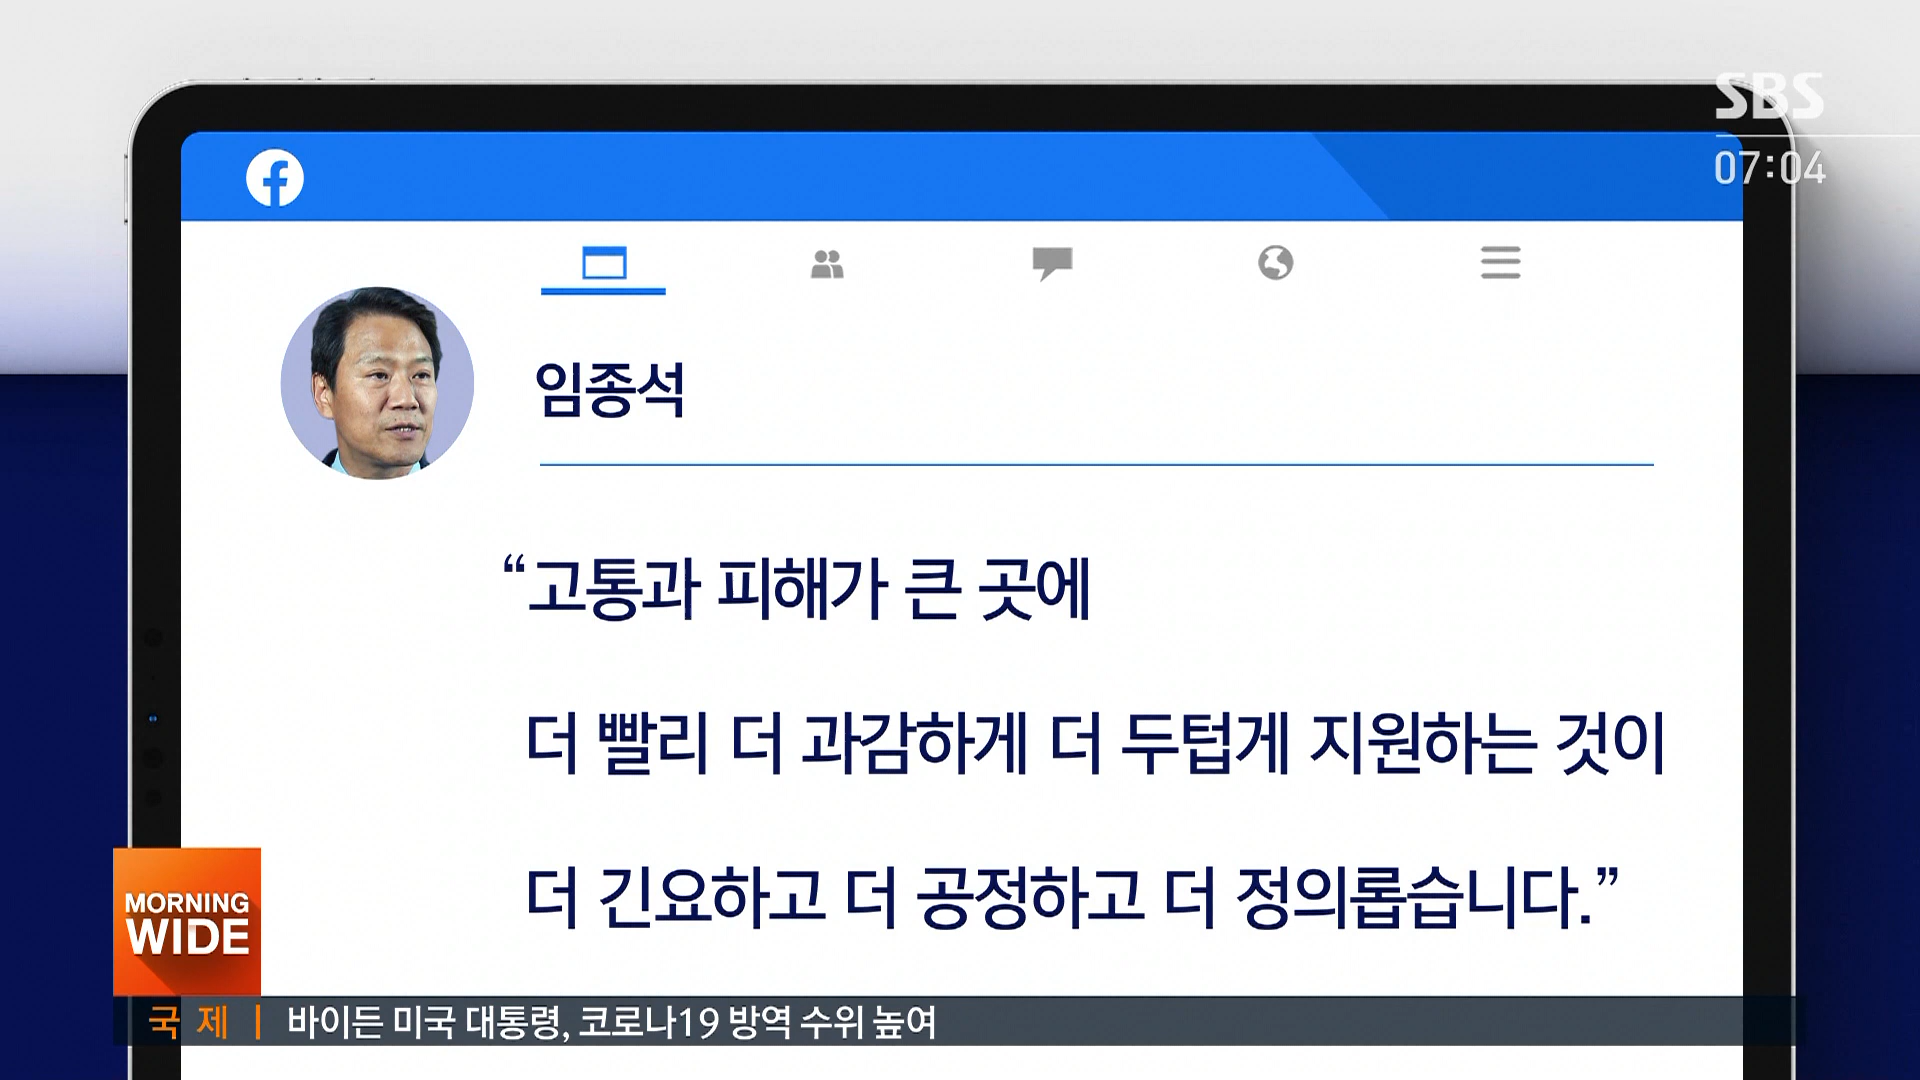 SBS
07:04
임종석
“고통과 피해가 큰 곳에
더 빨리 더 과감하게 더 두텁게 지원하는 것이
더 긴요하고 더 공정하고 더 정의롭습니다.”
MORNING
WIDE
국 제 | 바이든 미국 대통령, 코로나19 방역 수위 높여